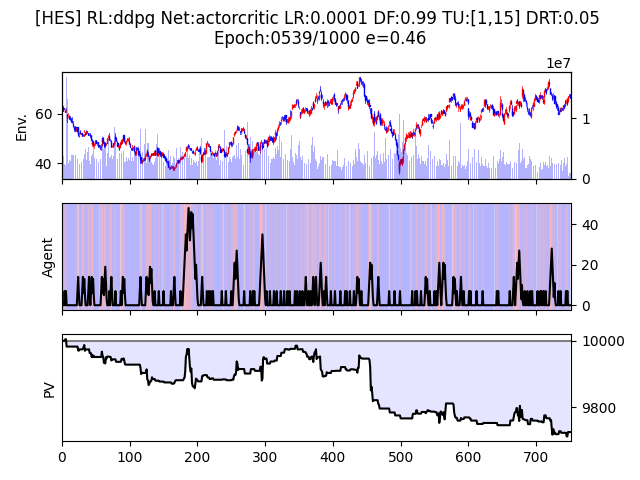 [HES] RL:ddpg Net:actorcritic LR:0.0001 DF:0.99 TU:[1,15] DRT:0.05
Epoch:0539/1000 e=0.46
1e7
Env.
60
40
1
0
Agent
40
20
0
PV
10000
9800
0 100 200 300 400 500 600 700